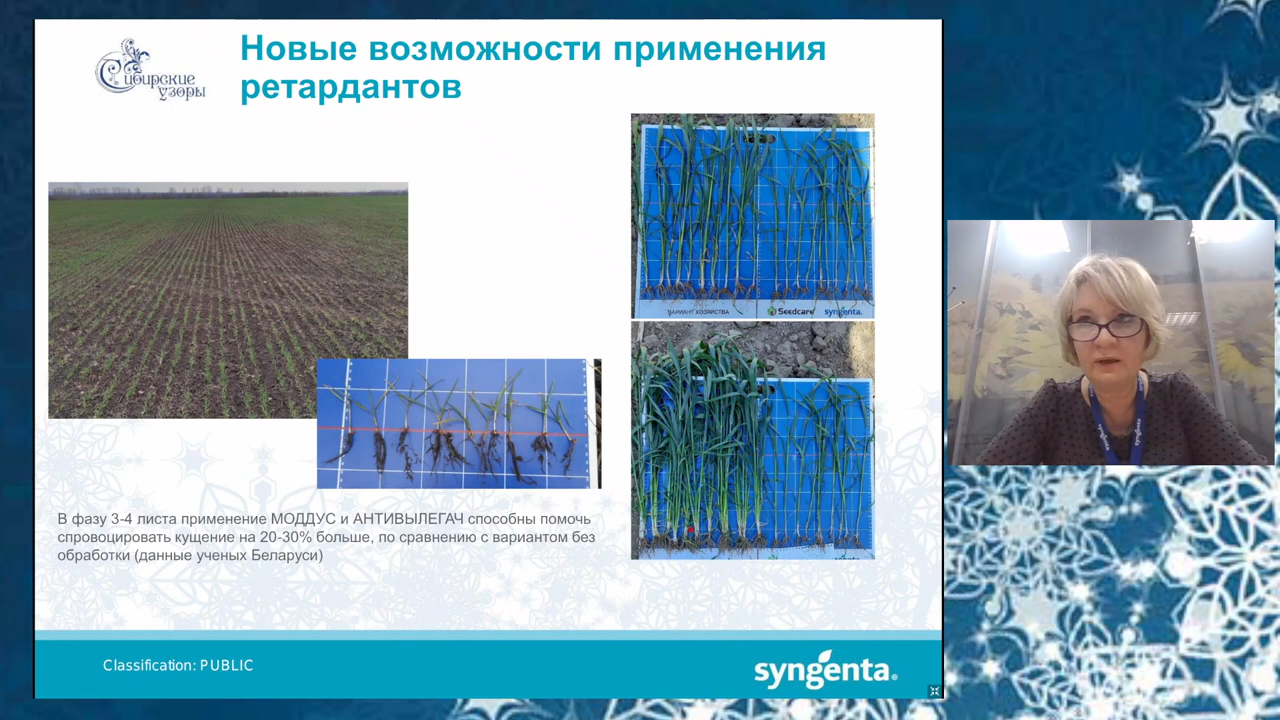 Сибирские
узоры
Новые возможности применения
ретардантов
ВАРИАНТ ХОЗЯЙСТВА
Seedcare
syngenta.
В фазу 3-4 листа применение МОДДУС и АНТИВЫЛЕГАЧ способны помочь
спровоцировать кущение на 20-30% больше, по сравнению с вариантом без
обработки (данные ученых Беларуси)
Classification: PUBLIC
syngenta®
syngenta